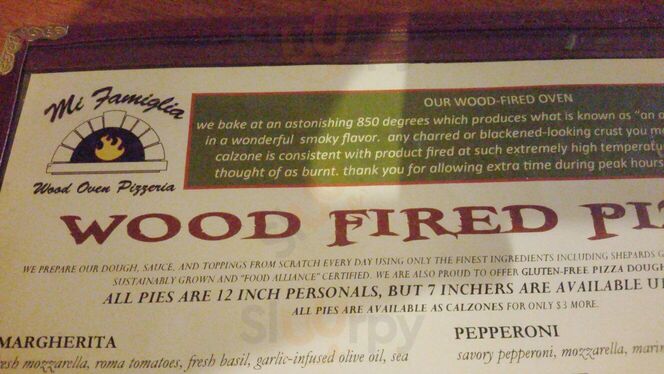 Mi Famiglia
Wood Oven Pizzeria
OUR WOOD-FIRED OVEN
we bake at an astonishing 850 degrees which produces what is known as "an
in a wonderful smoky flavor. any charred or blackened-looking crust you
calzone is consistent with product fired at such extremely high
thought of as burnt. thank you for allowing extra time during peak hours
WOOD FIRED
WE PREPARE OUR DOUGH, SAUCE, AND TOPPINGS FROM SCRATCH EVERY DAY USING ONLY THE FINEST INGREDIENTS INCLUDING SHEPARDS
SUSTAINABLY GROWN AND "FOOD ALLIANCE" CERTIFIED. WE ARE ALSO PROUD TO OFFER GLUTEN-FREE PIZZA DOUGH
ALL PIES ARE 12 INCH PERSONALS, BUT 7 INCHERS ARE AVAILABLE
ALL PIES ARE AVAILABLE AS CALZONES FOR ONLY $3 MORE.
MARGHERITA
mozzarella, roma tomatoes, fresh basil, garlic-infused olive oil, sea
PEPPERONI
savory pepperoni, mozzarella,